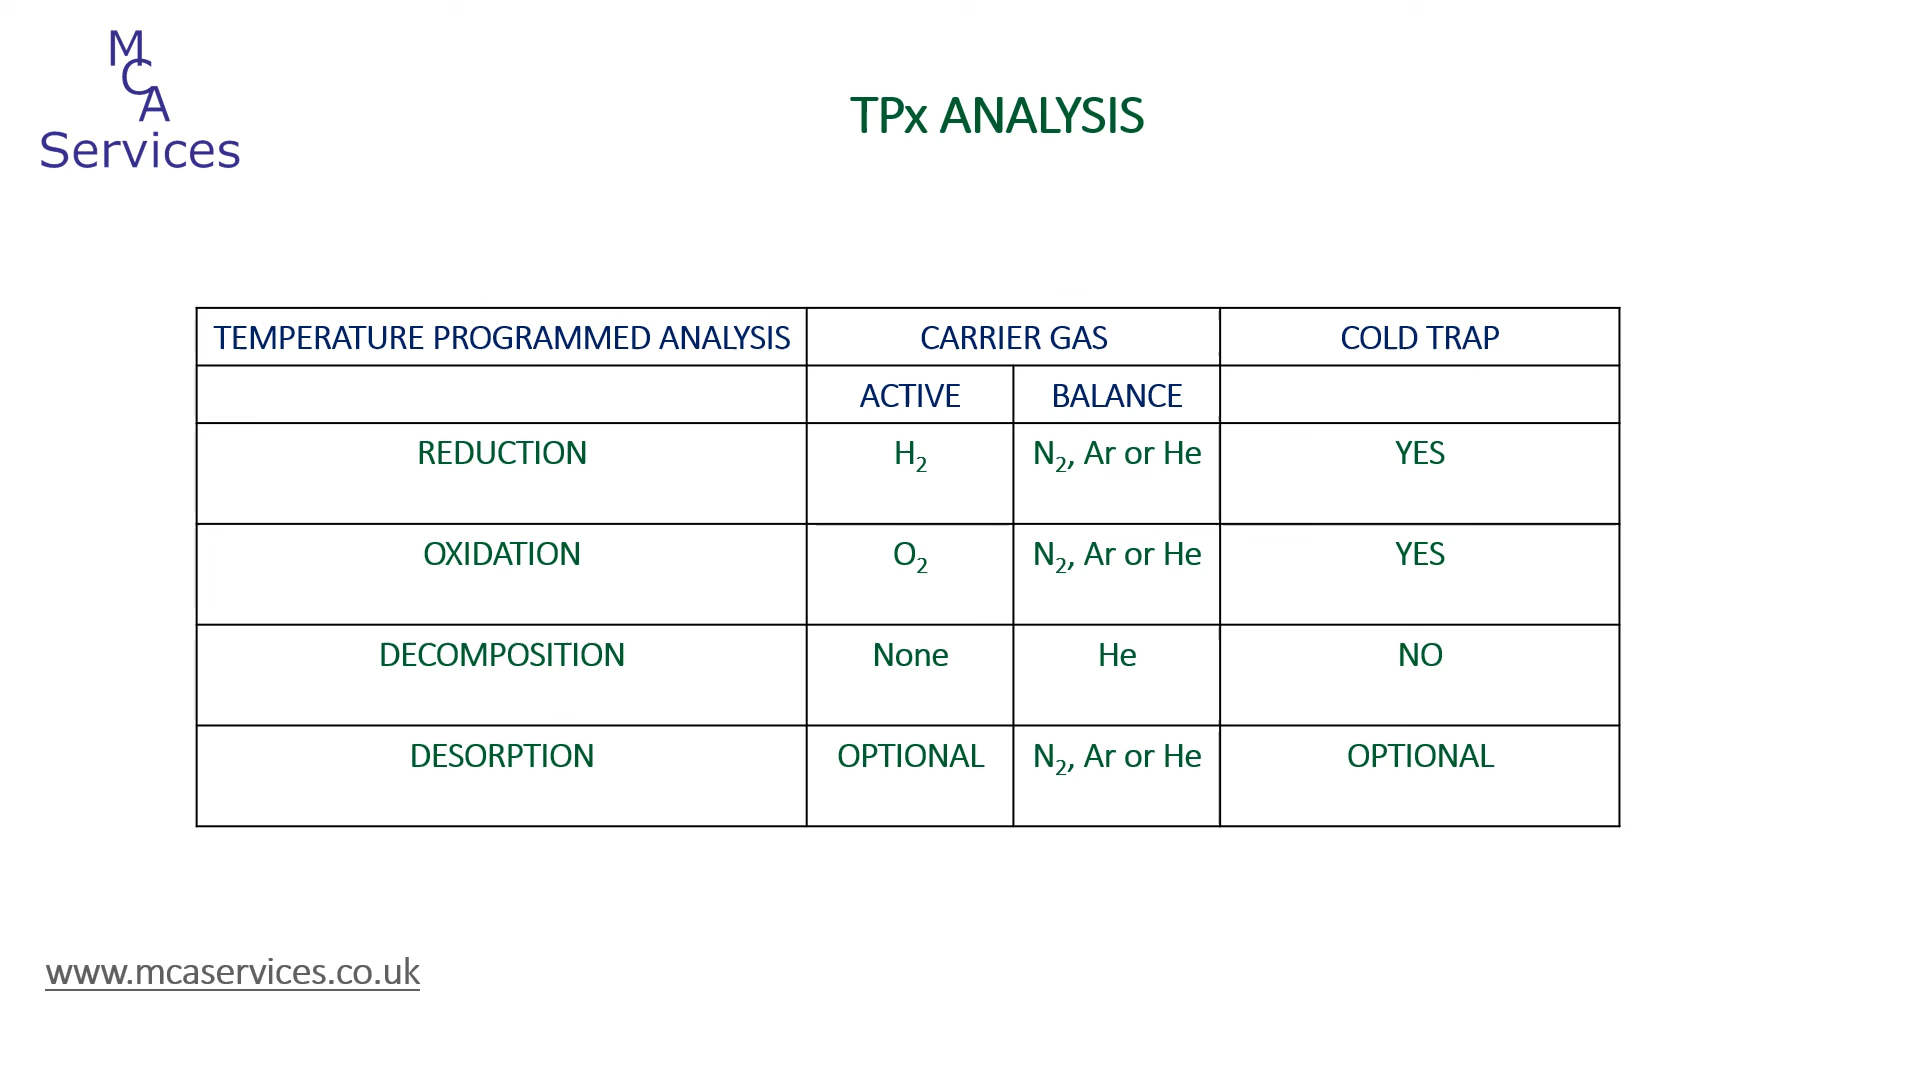 M
C
A
Services
TPx ANALYSIS
TEMPERATURE PROGRAMMED ANALYSIS CARRIER GAS COLD TRAP
ACTIVE BALANCE
REDUCTION H₂ N₂, Ar or He YES
OXIDATION O₂ N₂, Ar or He YES
DECOMPOSITION None He NO
DESORPTION OPTIONAL N₂, Ar or He OPTIONAL
www.mcaservices.co.uk